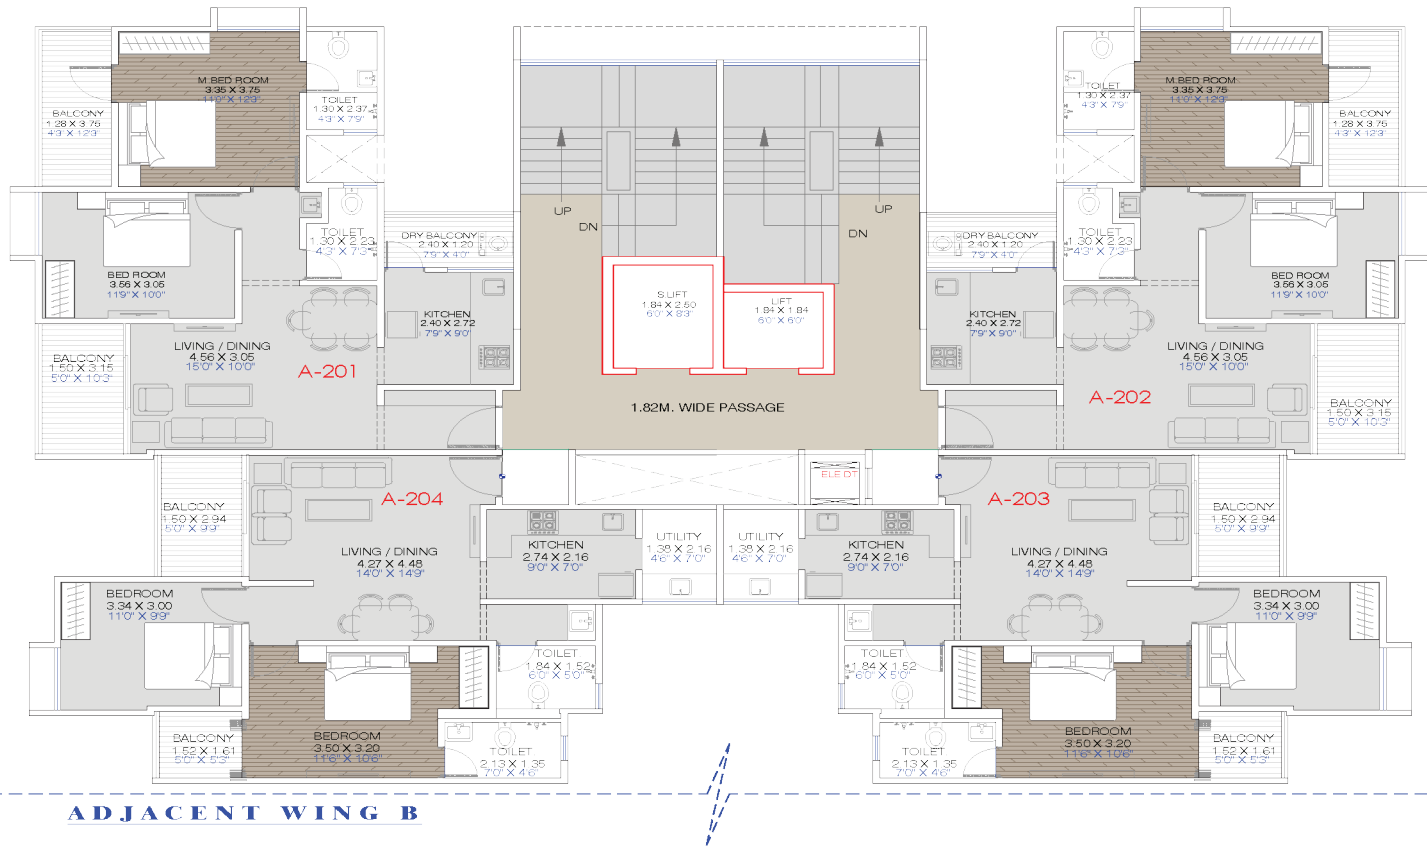 M. BED ROOM
3.35 X 3.75
11'0" X 12'3"
TOILET
1.30 X 2.37
4'3" X 7'9"
BALCONY
1.28 X 3.75
4'3" X 12'3"
UP
DN
UP
DN
TOILET
1.30 X 2.37
4'3" X 7'9"
M. BED ROOM
3.35 X 3.75
11'0" X 12'3"
BALCONY
1.28 X 3.75
4'3" X 12'3"
BED ROOM
3.56 X 3.05
11'9" X 10'0"
TOILET
1.30 X 2.23
4'3" X 7'3"
DRY BALCONY
2.40 X 1.20
7'9" X 4'0"
DRY BALCONY
2.40 X 1.20
7'9" X 4'0"
TOILET
1.30 X 2.23
4'3" X 7'3"
BED ROOM
3.56 X 3.05
11'9" X 10'0"
S.LIFT
1.84 X 2.50
6'0" X 8'3"
LIFT
1.84 X 1.84
6'0" X 6'0"
KITCHEN
2.40 X 2.72
7'9" X 9'0"
KITCHEN
2.40 X 2.72
7'9" X 9'0"
BALCONY
1.50 X 3.15
5'0" X 10'3"
LIVING / DINING
4.56 X 3.05
15'0" X 10'0"
A-201
LIVING / DINING
4.56 X 3.05
15'0" X 10'0"
A-202
BALCONY
1.50 X 3.15
5'0" X 10'3"
1.82M. WIDE PASSAGE
ELE DT
A-204
A-203
BALCONY
1.50 X 2.94
5'0" X 9'9"
LIVING / DINING
4.27 X 4.48
14'0" X 14'9"
KITCHEN
2.74 X 2.16
9'0" X 7'0"
UTILITY
1.38 X 2.16
4'6" X 7'0"
UTILITY
1.38 X 2.16
4'6" X 7'0"
KITCHEN
2.74 X 2.16
9'0" X 7'0"
LIVING / DINING
4.27 X 4.48
14'0" X 14'9"
BALCONY
1.50 X 2.94
5'0" X 9'9"
BEDROOM
3.34 X 3.00
11'0" X 9'9"
BEDROOM
3.34 X 3.00
11'0" X 9'9"
TOILET
1.84 X 1.52
6'0" X 5'0"
TOILET
1.84 X 1.52
6'0" X 5'0"
BALCONY
1.52 X 1.61
5'0" X 5'3"
BEDROOM
3.50 X 3.20
11'6" X 10'6"
TOILET
2.13 X 1.35
7'0" X 4'6"
TOILET
2.13 X 1.35
7'0" X 4'6"
BEDROOM
3.50 X 3.20
11'6" X 10'6"
BALCONY
1.52 X 1.61
5'0" X 5'3"
ADJACENT WING B